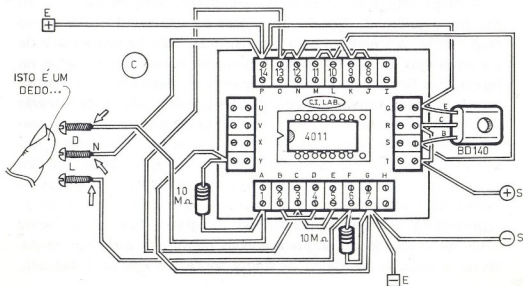 E
+
C
ISTO É UM
DEDO...
D
N
L
14 13 12 11 10 9 8
P O N M L K J I
C.I. LAB.
4011
U
V
X
Y
Q
R
S
T
E
C
B
BD140
A B C D E F G H
1 2 3 4 5 6 7
10
MΩ
10MΩ
+ S
− S
− E